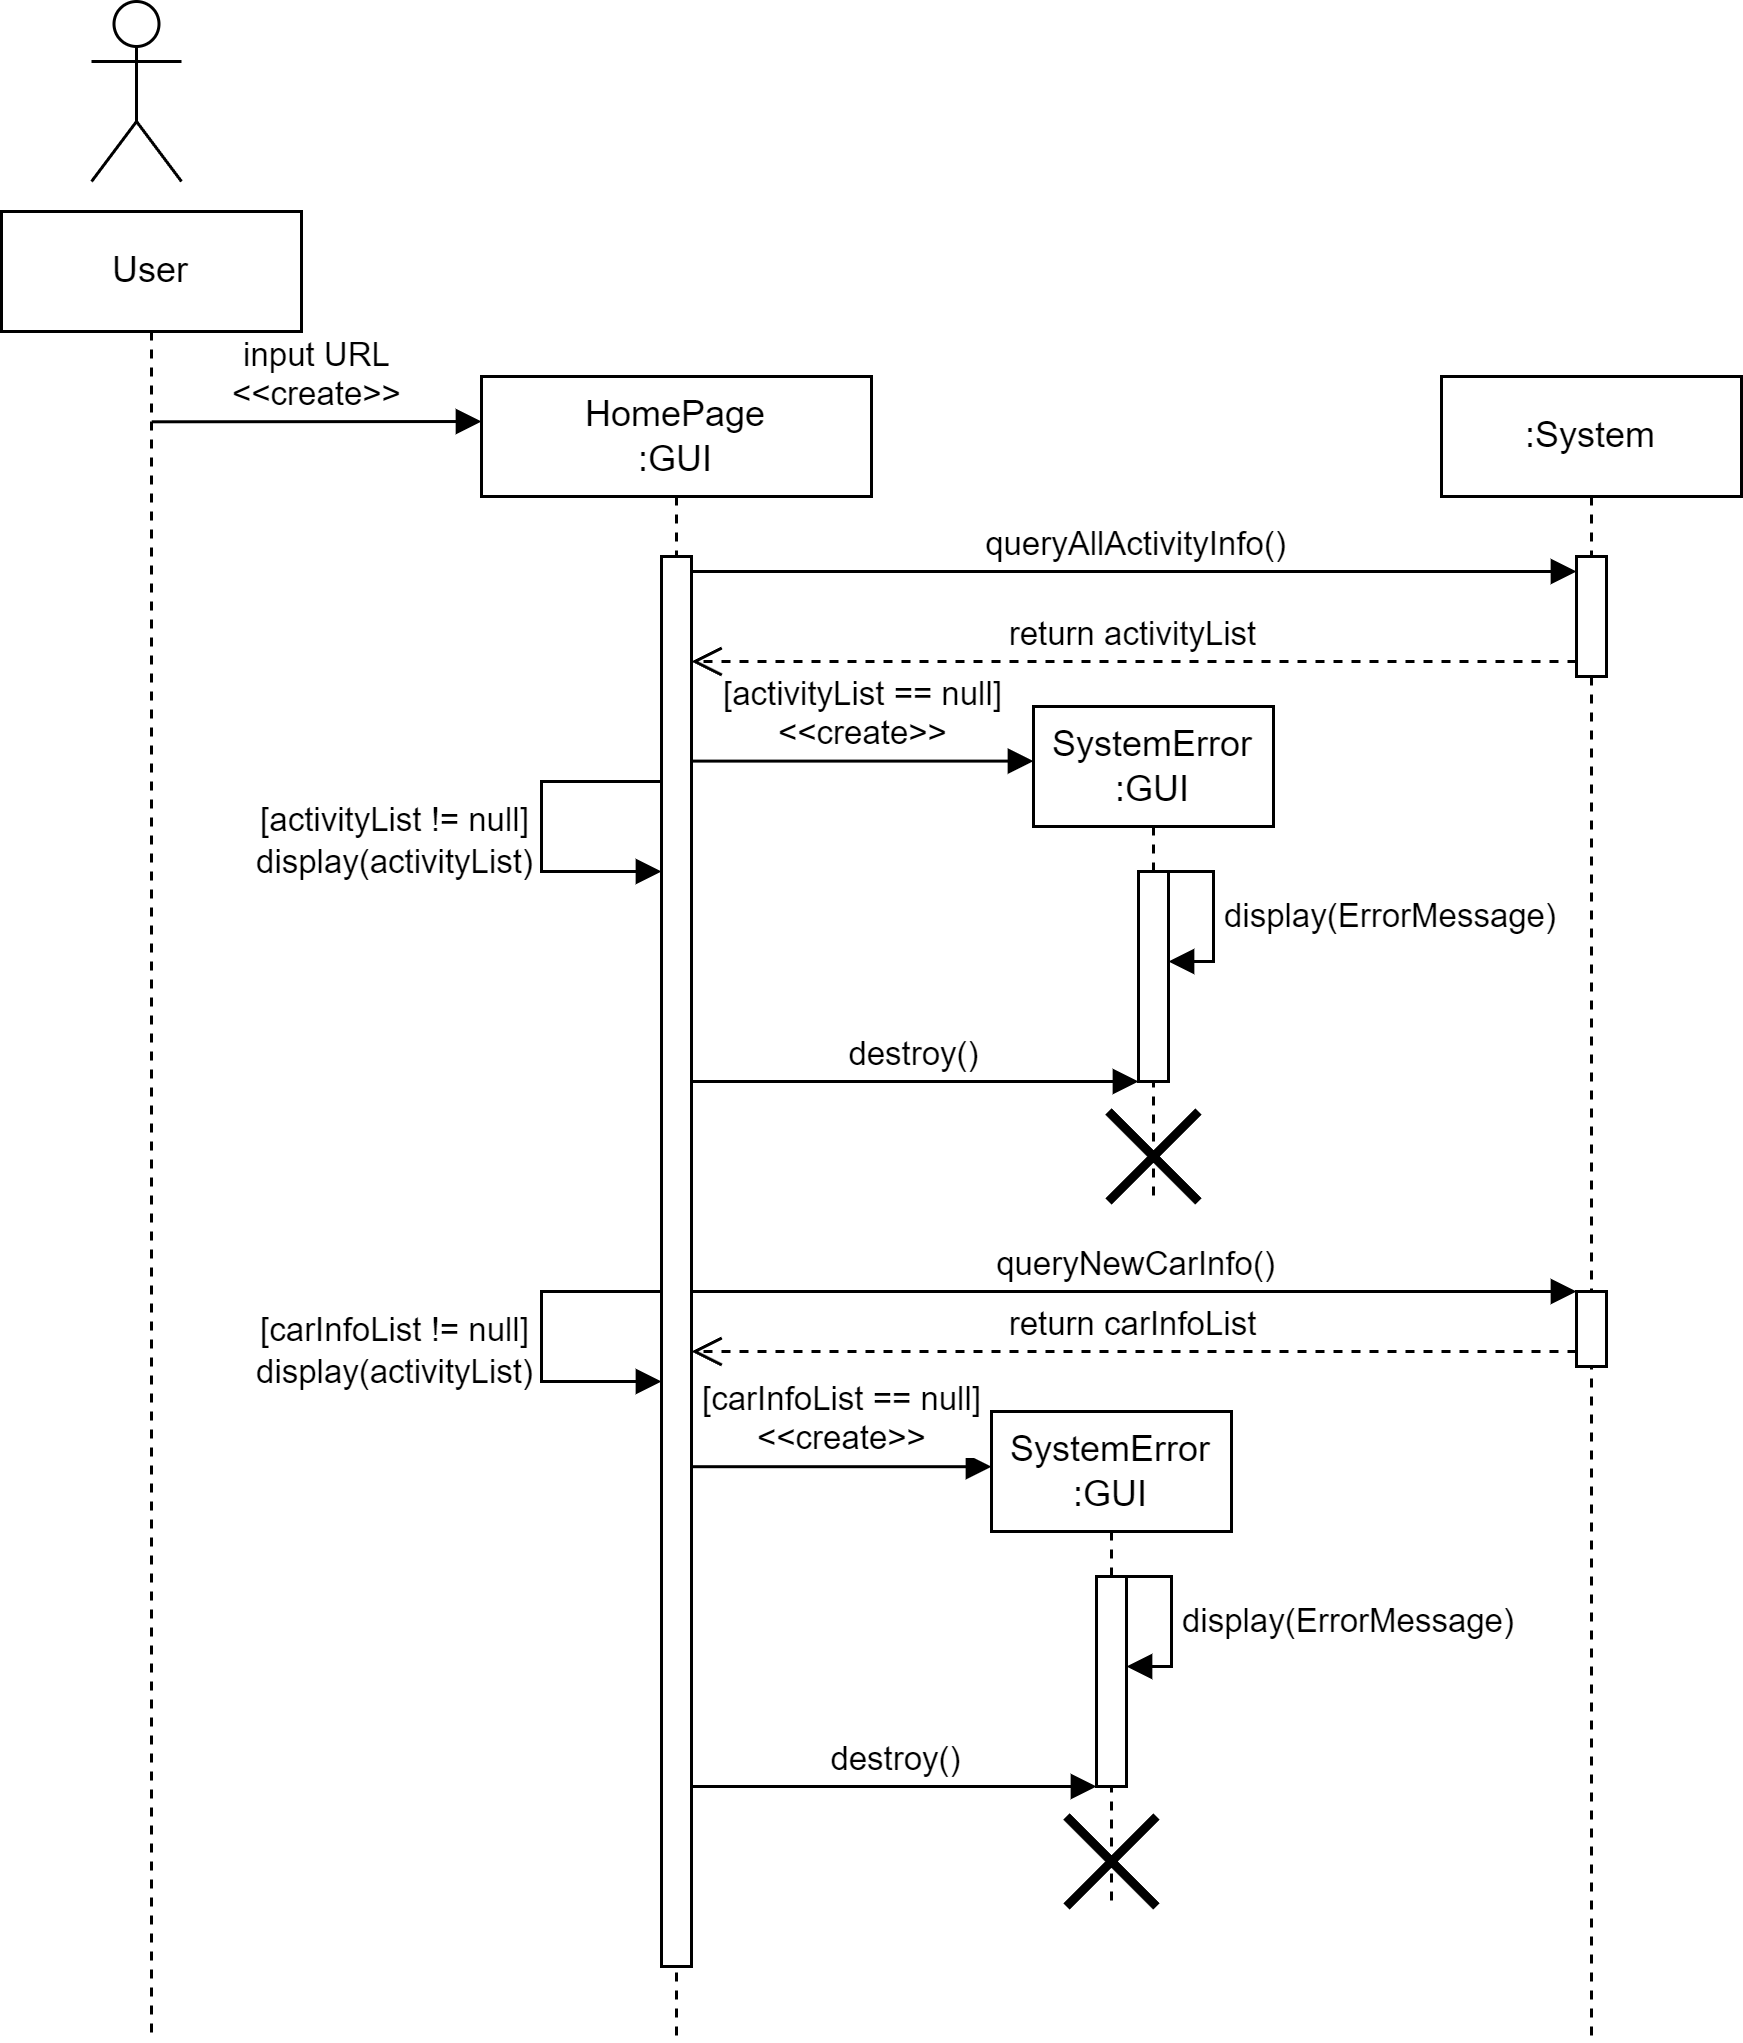 User
input URL
<<create>>
HomePage
:GUI
:System
queryAllActivityInfo()
return activityList
[activityList == null]
<<create>>
SystemError
:GUI
[activityList != null]
display(activityList)
display(ErrorMessage)
destroy()
queryNewCarInfo()
[carInfoList != null]
display(activityList)
return carInfoList
[carInfoList == null]
<<create>>
SystemError
:GUI
display(ErrorMessage)
destroy()